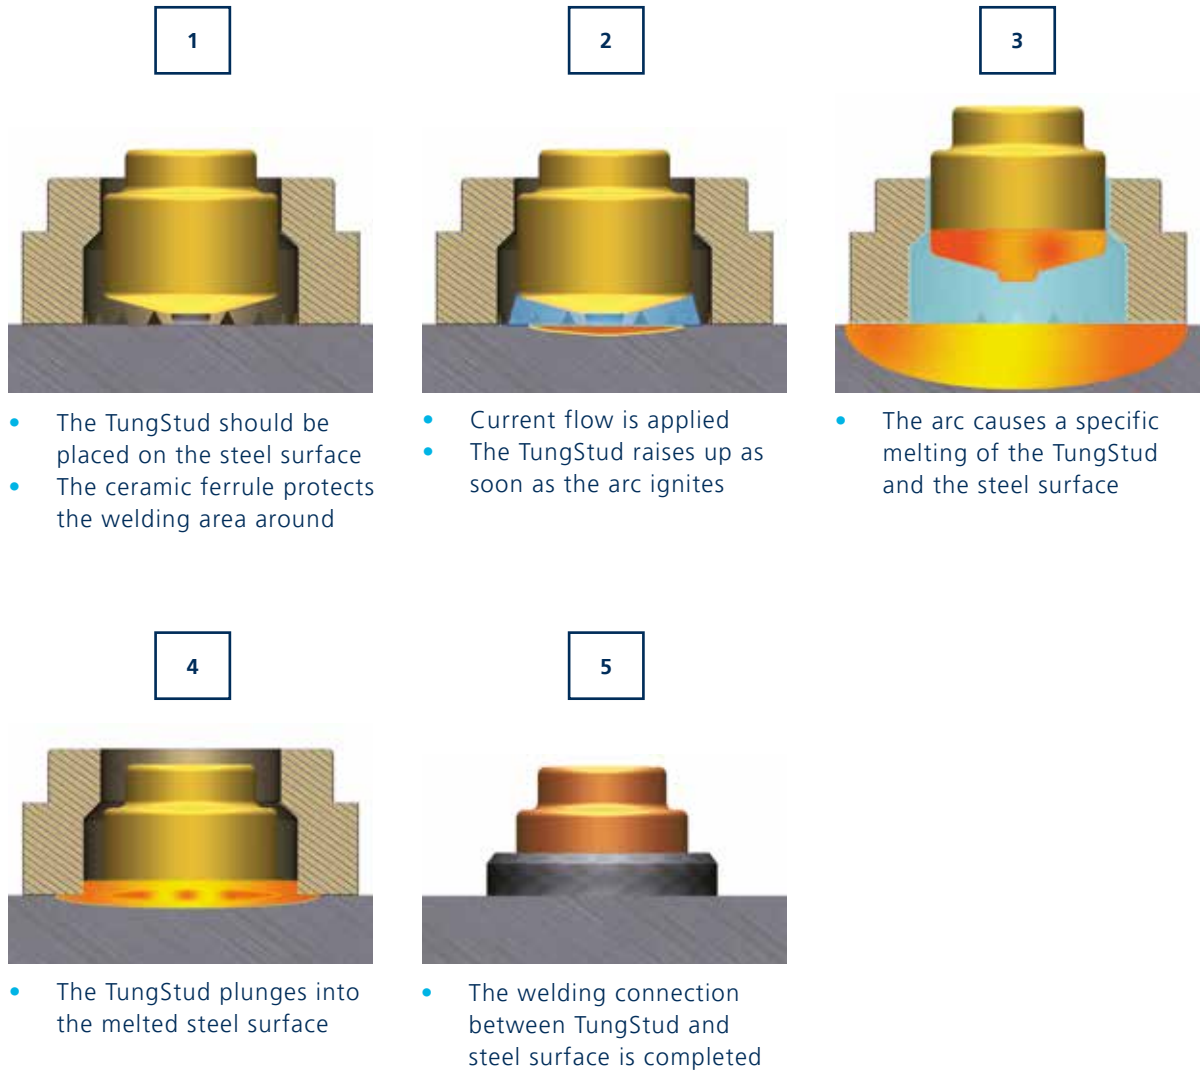 1
2
3
• The TungStud should be
placed on the steel surface
• The ceramic ferrule protects
the welding area around
• Current flow is applied
• The TungStud raises up as
soon as the arc ignites
• The arc causes a specific
melting of the TungStud
and the steel surface
4
5
• The TungStud plunges into
the melted steel surface
• The welding connection
between TungStud and
steel surface is completed